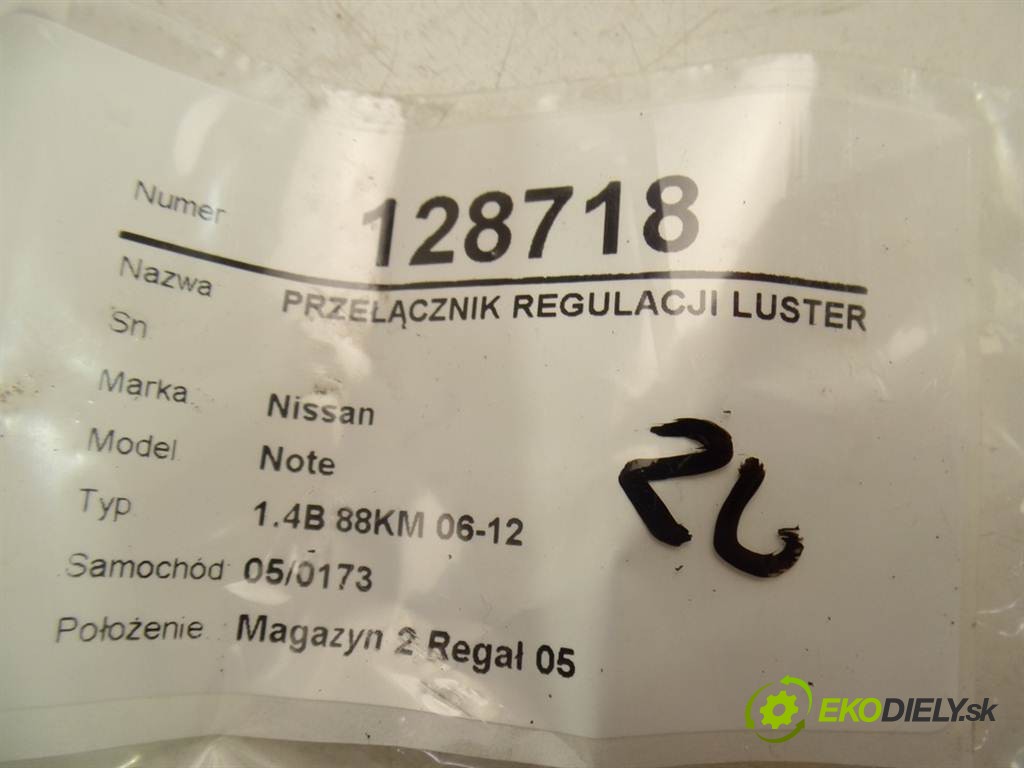 Numer 128718
Nazwa PRZEŁĄCZNIK REGULACJI LUSTER
Sn
Marka Nissan
Model Note
Typ 1.4B 88KM 06-12
Samochód 05/0173
Położenie Magazyn 2 Regał 05
EKODIELY.sk